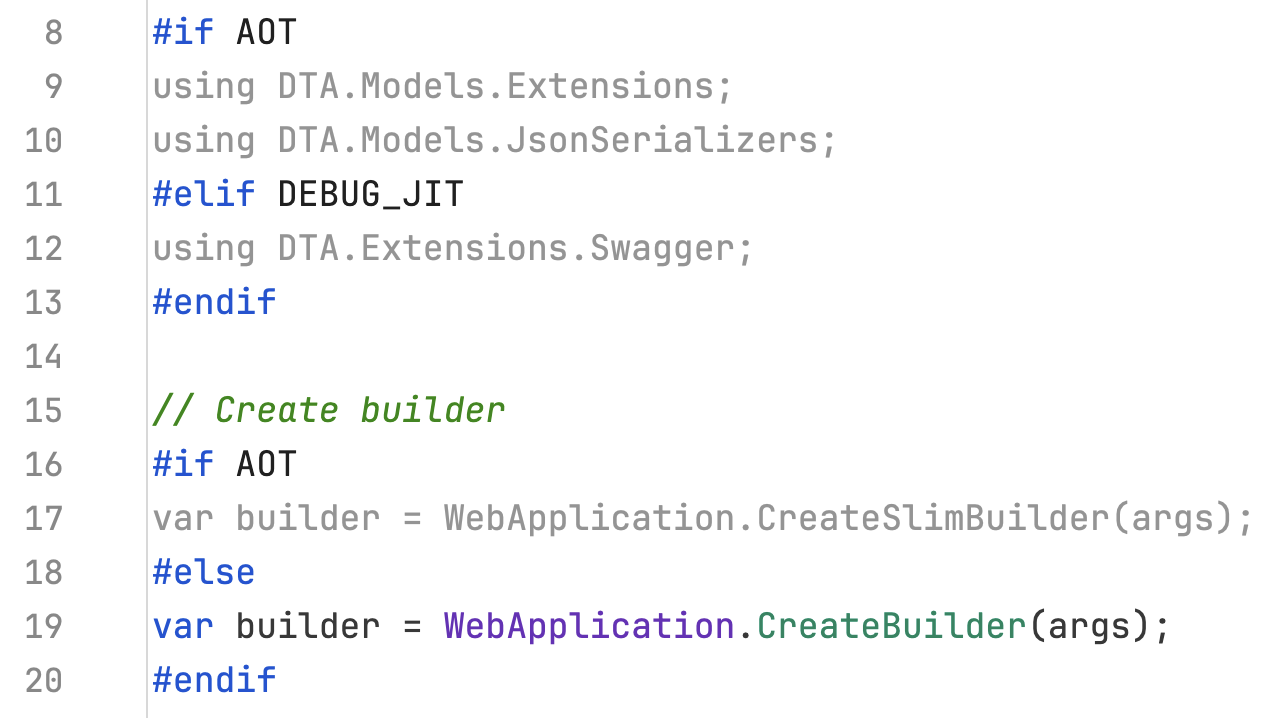 8 #if AOT
9 using DTA.Models.Extensions;
10 using DTA.Models.JsonSerializers;
11 #elif DEBUG_JIT
12 using DTA.Extensions.Swagger;
13 #endif
14
15 // Create builder
16 #if AOT
17 var builder = WebApplication.CreateSlimBuilder(args);
18 #else
19 var builder = WebApplication.CreateBuilder(args);
20 #endif